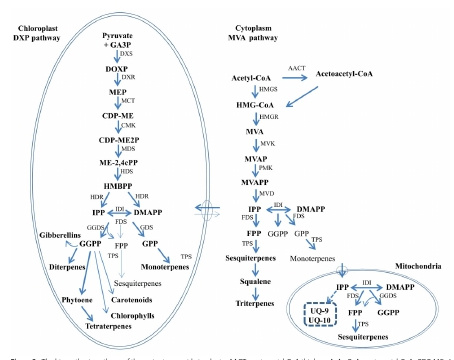 Chloroplast
DXP pathway
Pyruvate
+ GA3P
DXS
DOXP
DXR
MEP
MCT
CDP-ME
CMK
CDP-ME2P
MDS
ME-2,4cPP
HDS
HMBPP
HDR HDR
IPP IDI DMAPP
GGDS FDS GDS
Gibberellins
GGPP FPP GPP
TPS TPS
Diterpenes Monoterpenes
Sesquiterpenes
Phytoene Carotenoids
Chlorophylls
Tetraterpenes
Cytoplasm
MVA pathway
AACT
Acetyl-CoA Acetoacetyl-CoA
HMGS
HMG-CoA
HMGR
MVA
MVK
MVAP
PMK
MVAPP
MVD
IPP IDI DMAPP
FDS GDS FDS
FPP GGPP GPP
TPS TPS
Sesquiterpenes Monoterpenes
Squalene
Triterpenes
Mitochondria
IPP IDI DMAPP
FDS GGDS
UQ-9
UQ-10
FPP GGPP
TPS
Sesquiterpenes